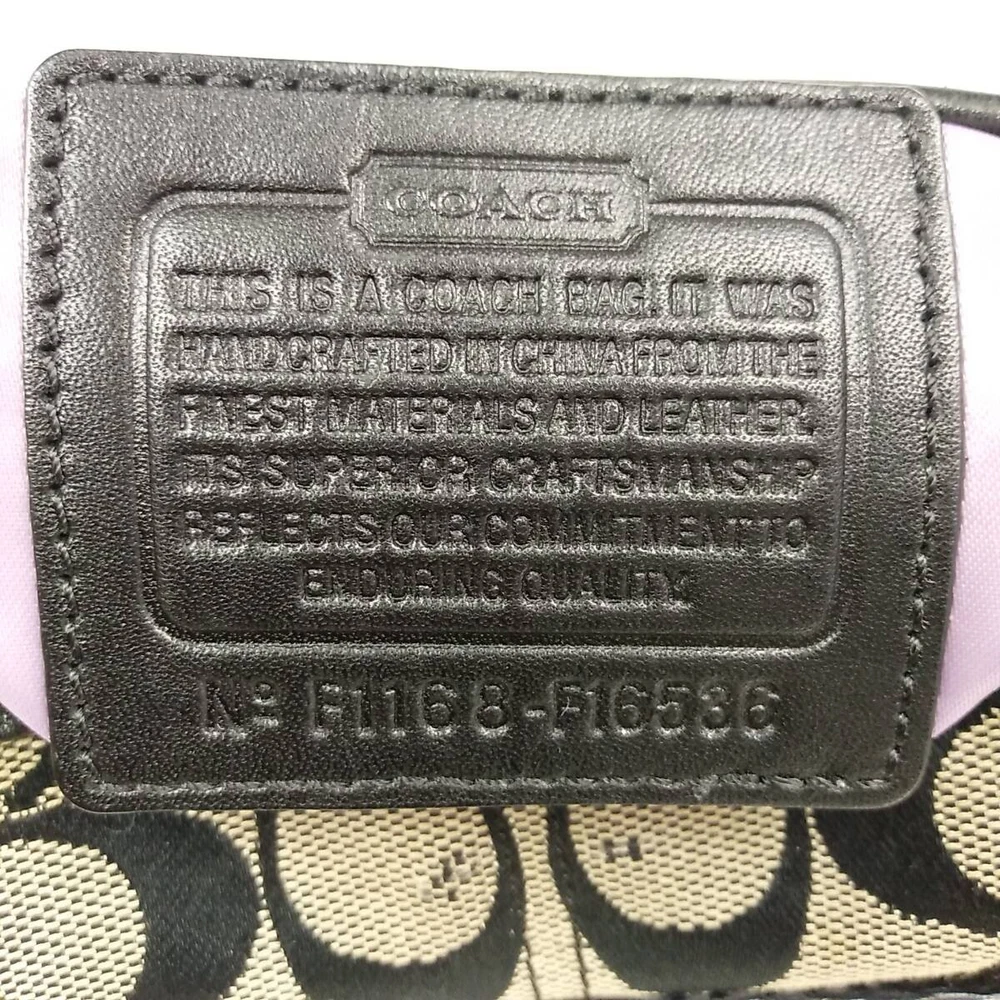 COACH
THIS IS A COACH BAG. IT WAS
HANDCRAFTED IN CHINA FROM THE
FINEST MATERIALS AND LEATHER.
ITS SUPERIOR CRAFTSMANSHIP
REFLECTS OUR COMMITMENT TO
ENDURING QUALITY.
Nº F1168-F16536